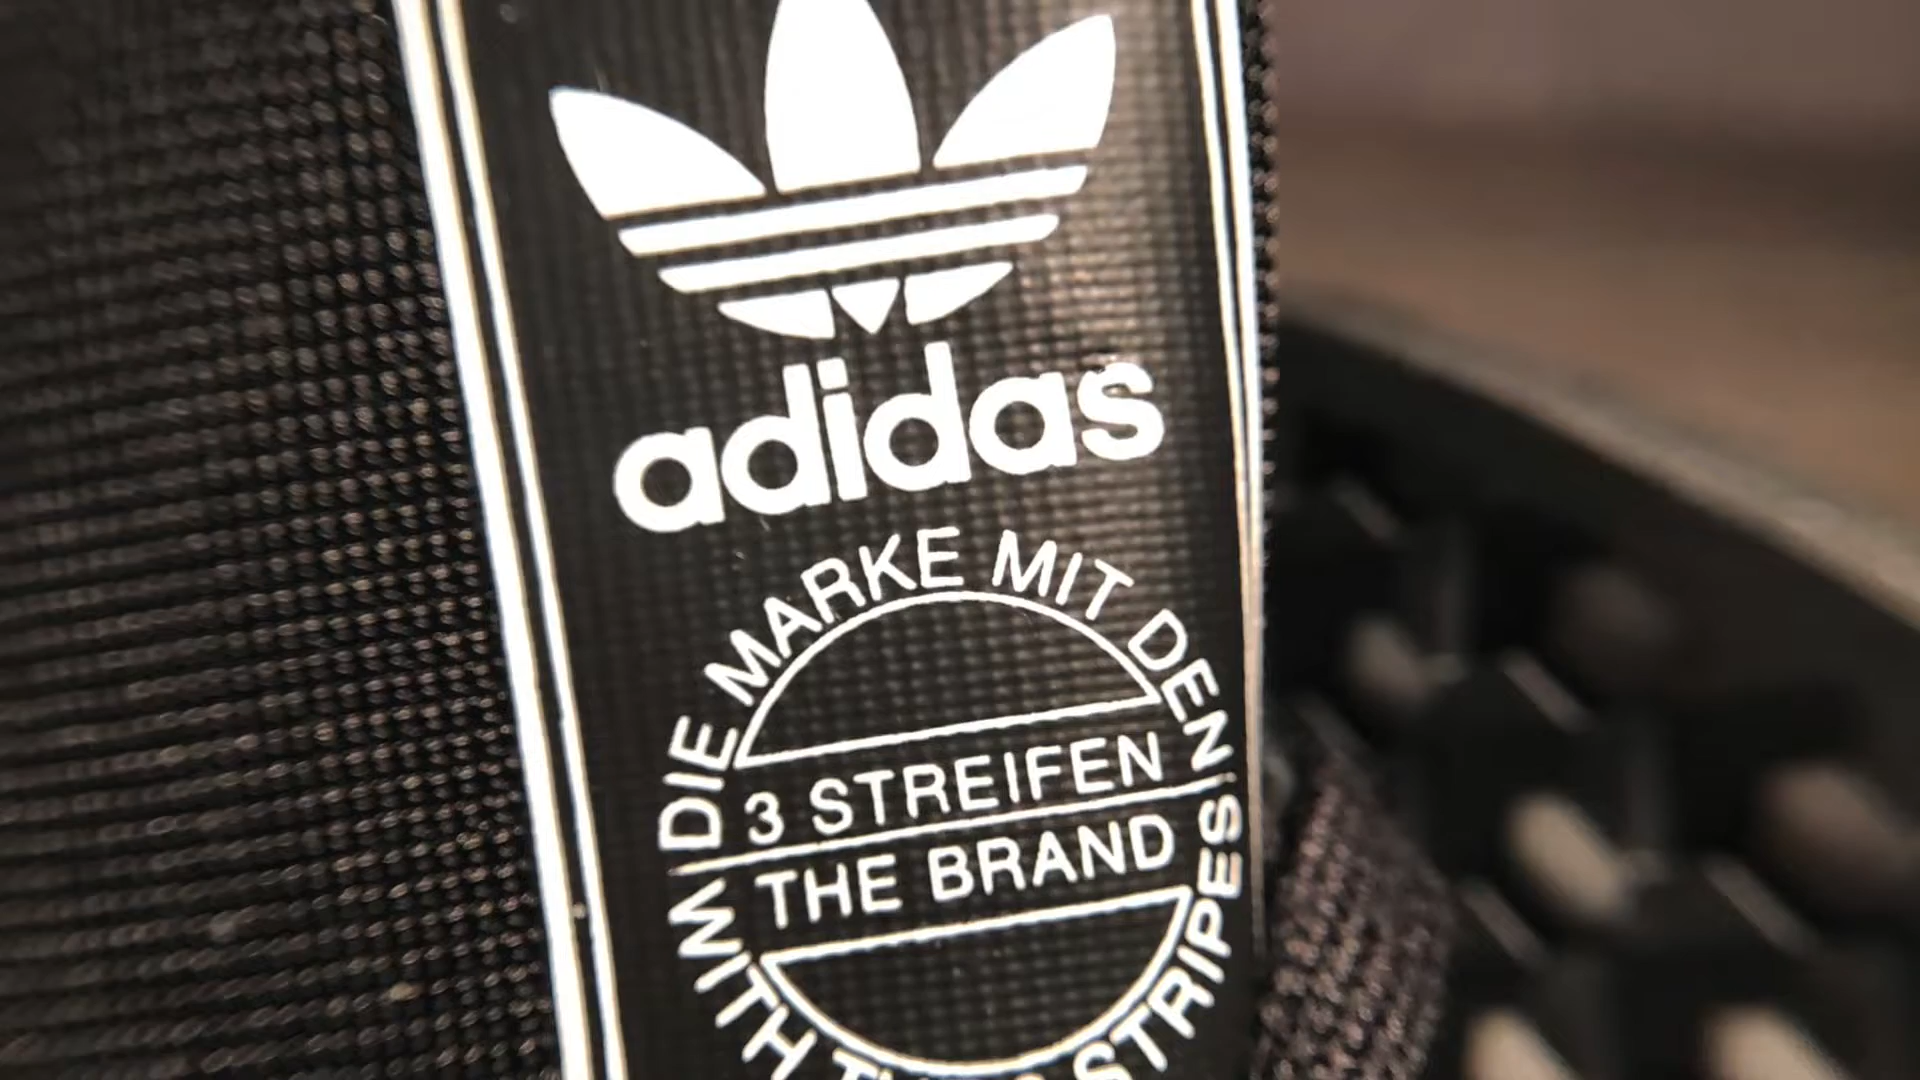 adidas
DIE MARKE MIT DEN
3 STREIFEN
THE BRAND
WITH
STRIPES